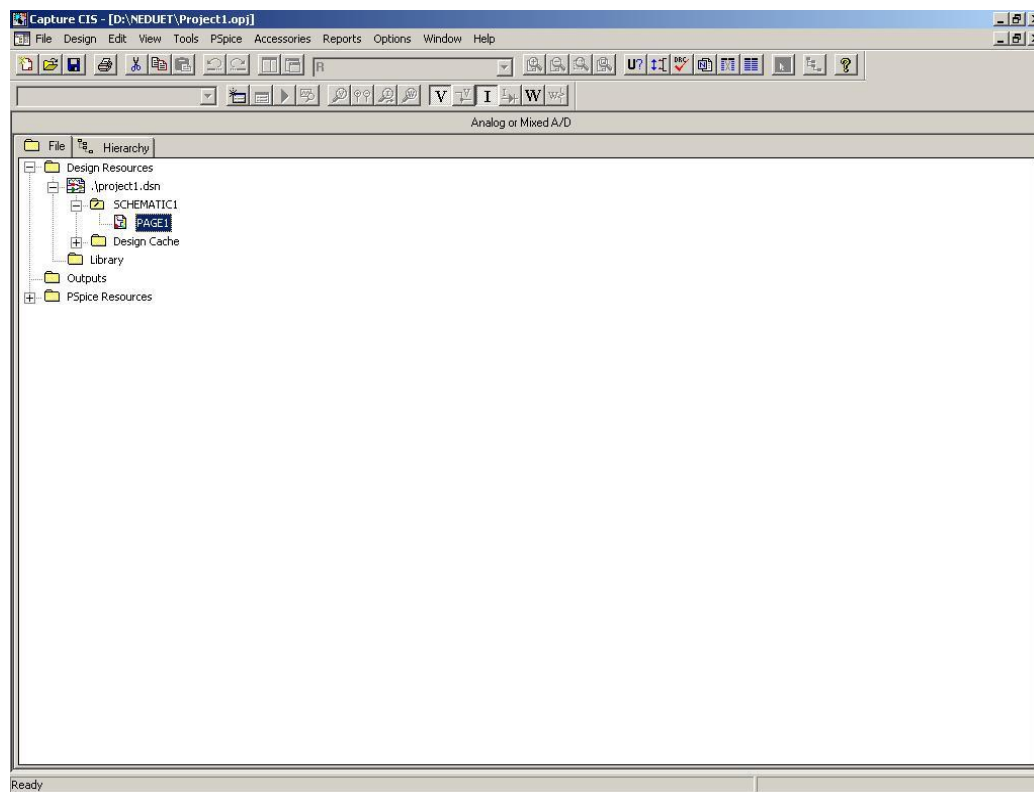 Capture CIS - [D:\NEDUET\Project1.opj]
File Design Edit View Tools PSpice Accessories Reports Options Window Help
R
U? DRC
V V I I W W
Analog or Mixed A/D
File Hierarchy
Design Resources
.\project1.dsn
SCHEMATIC1
PAGE1
Design Cache
Library
Outputs
PSpice Resources
Ready